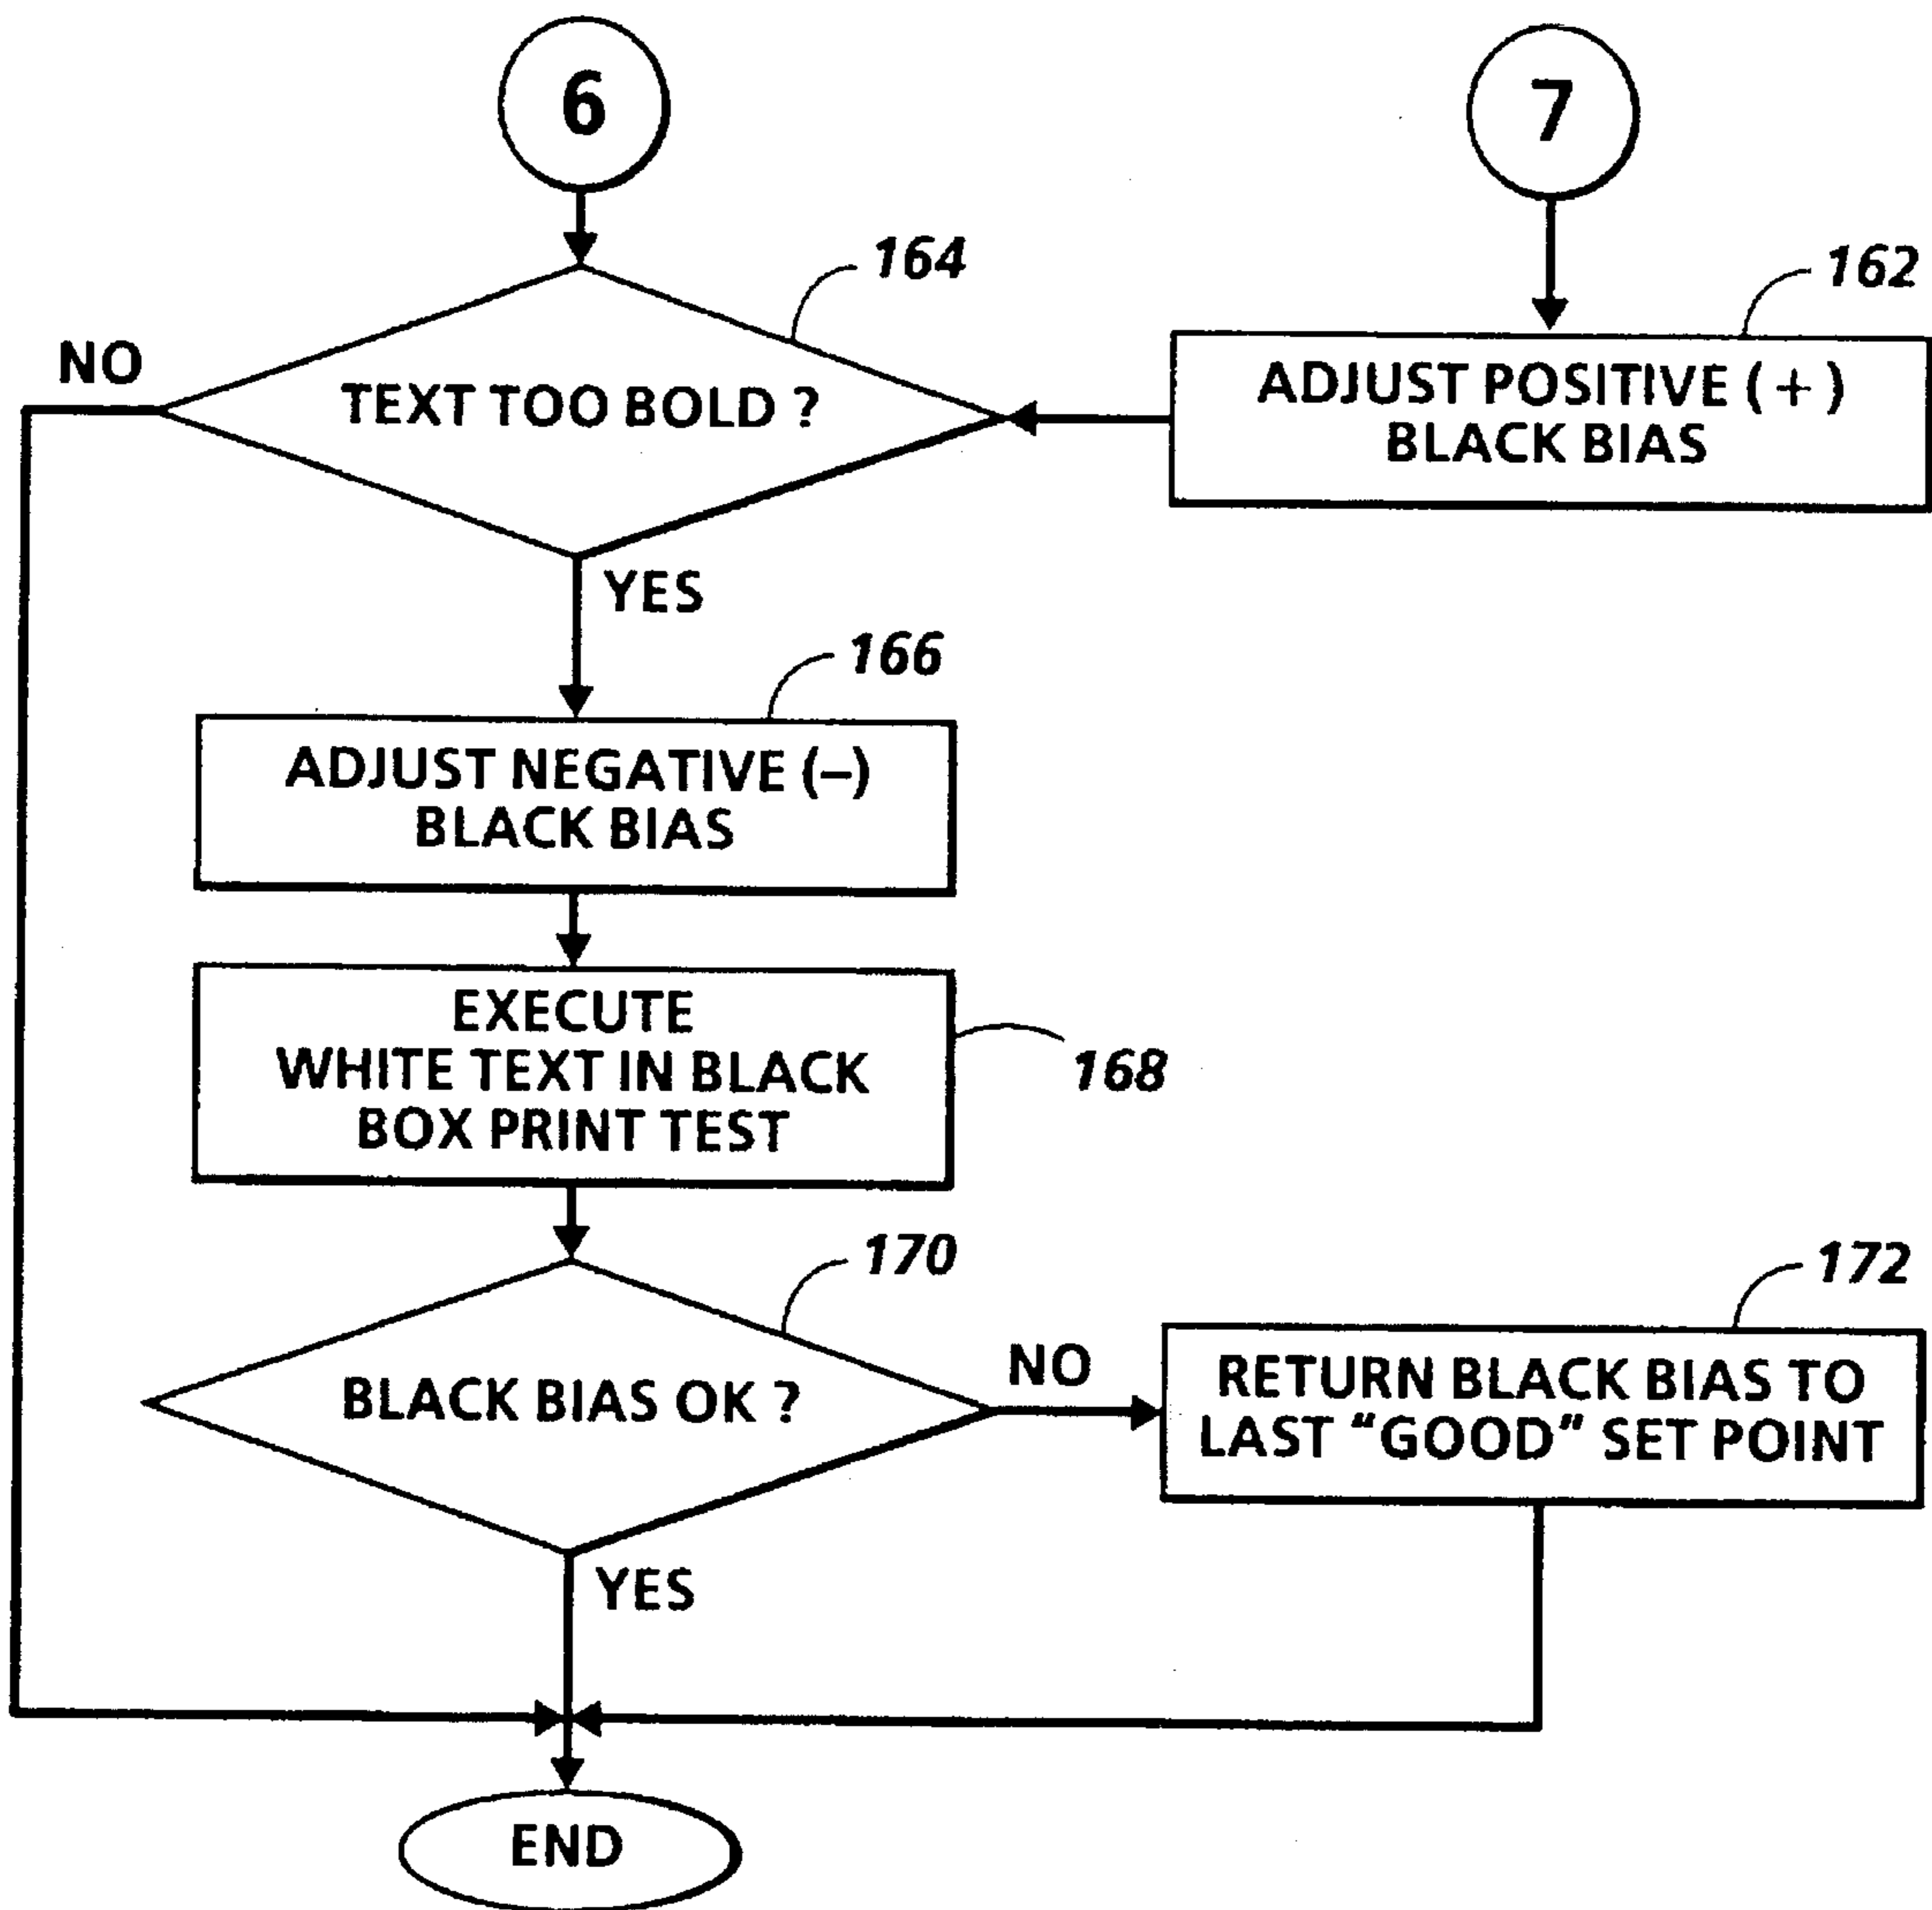 6
7
164
162
NO
TEXT TOO BOLD ?
ADJUST POSITIVE ( + )
BLACK BIAS
YES
166
ADJUST NEGATIVE (–)
BLACK BIAS
EXECUTE
WHITE TEXT IN BLACK
BOX PRINT TEST
168
170
172
BLACK BIAS OK ?
NO
RETURN BLACK BIAS TO
LAST “GOOD” SET POINT
YES
END